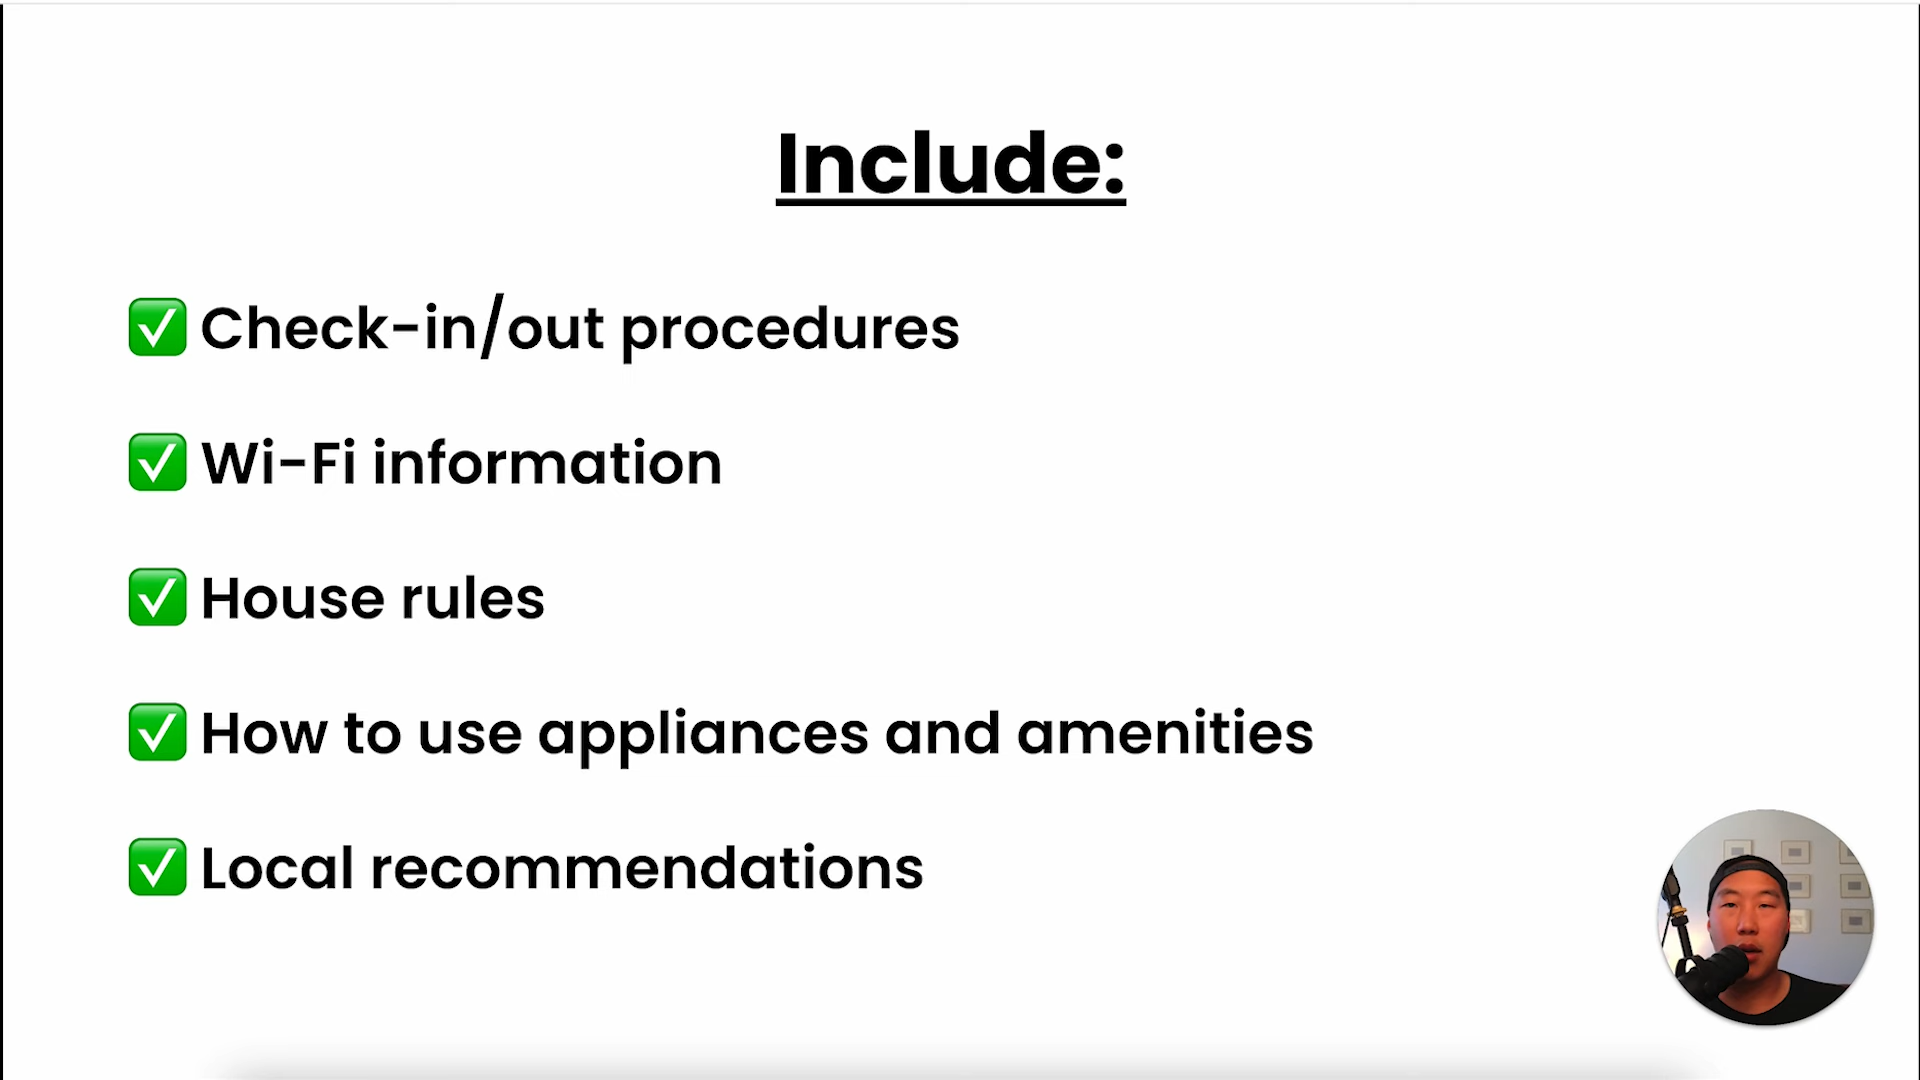 Include:
✅ Check-in/out procedures
✅ Wi-Fi information
✅ House rules
✅ How to use appliances and amenities
✅ Local recommendations